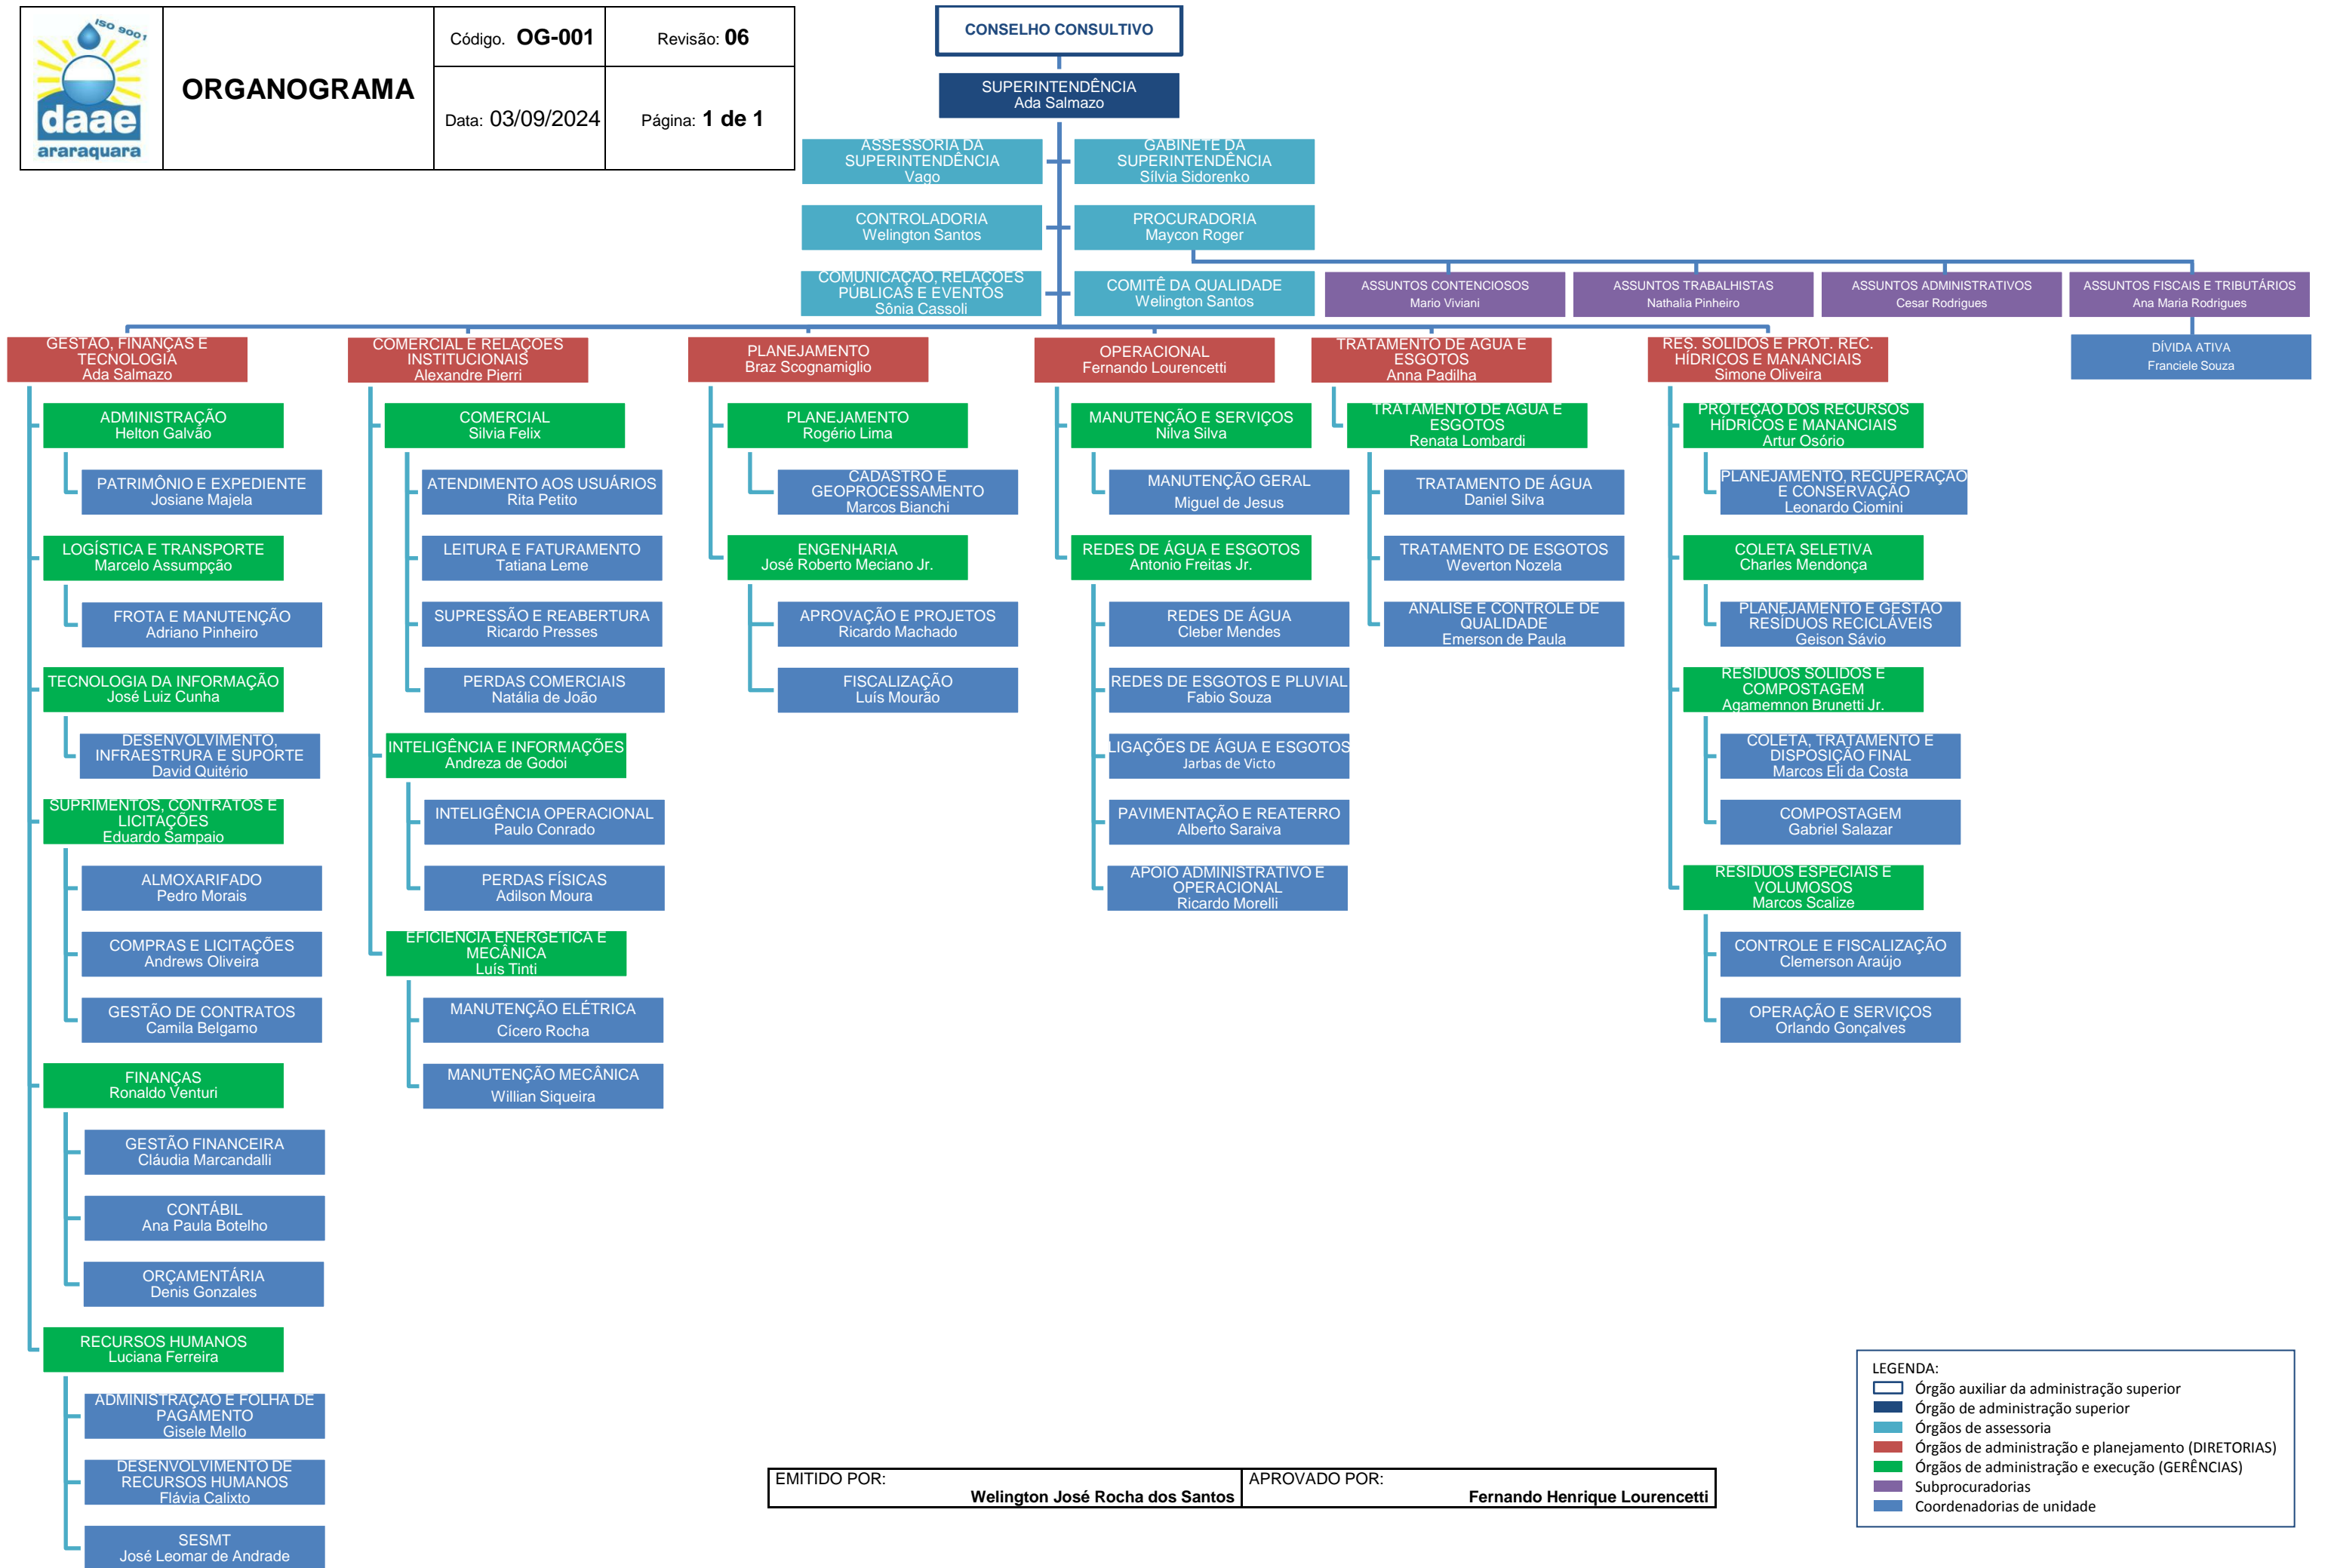 ISO 9001
daae
araraquara
ORGANOGRAMA
Código. OG-001
Revisão: 06
Data: 03/09/2024
Página: 1 de 1
CONSELHO CONSULTIVO
SUPERINTENDÊNCIA
Ada Salmazo
ASSESSORIA DA
SUPERINTENDÊNCIA
Vago
GABINETE DA
SUPERINTENDÊNCIA
Sílvia Sidorenko
CONTROLADORIA
Welington Santos
PROCURADORIA
Maycon Roger
COMUNICAÇÃO, RELAÇÕES
PÚBLICAS E EVENTOS
Sônia Cassoli
COMITÊ DA QUALIDADE
Welington Santos
ASSUNTOS CONTENCIOSOS
Mario Viviani
ASSUNTOS TRABALHISTAS
Nathalia Pinheiro
ASSUNTOS ADMINISTRATIVOS
Cesar Rodrigues
ASSUNTOS FISCAIS E TRIBUTÁRIOS
Ana Maria Rodrigues
DÍVIDA ATIVA
Franciele Souza
GESTÃO, FINANÇAS E
TECNOLOGIA
Ada Salmazo
ADMINISTRAÇÃO
Helton Galvão
PATRIMÔNIO E EXPEDIENTE
Josiane Majela
LOGÍSTICA E TRANSPORTE
Marcelo Assumpção
FROTA E MANUTENÇÃO
Adriano Pinheiro
TECNOLOGIA DA INFORMAÇÃO
José Luiz Cunha
DESENVOLVIMENTO,
INFRAESTRURA E SUPORTE
David Quitério
SUPRIMENTOS, CONTRATOS E
LICITAÇÕES
Eduardo Sampaio
ALMOXARIFADO
Pedro Morais
COMPRAS E LICITAÇÕES
Andrews Oliveira
GESTÃO DE CONTRATOS
Camila Belgamo
FINANÇAS
Ronaldo Venturi
GESTÃO FINANCEIRA
Cláudia Marcandalli
CONTÁBIL
Ana Paula Botelho
ORÇAMENTÁRIA
Denis Gonzales
RECURSOS HUMANOS
Luciana Ferreira
ADMINISTRAÇÃO E FOLHA DE
PAGAMENTO
Gisele Mello
DESENVOLVIMENTO DE
RECURSOS HUMANOS
Flávia Calixto
SESMT
José Leomar de Andrade
COMERCIAL E RELAÇÕES
INSTITUCIONAIS
Alexandre Pierri
COMERCIAL
Silvia Felix
ATENDIMENTO AOS USUÁRIOS
Rita Petito
LEITURA E FATURAMENTO
Tatiana Leme
SUPRESSÃO E REABERTURA
Ricardo Presses
PERDAS COMERCIAIS
Natália de João
INTELIGÊNCIA E INFORMAÇÕES
Andreza de Godoi
INTELIGÊNCIA OPERACIONAL
Paulo Conrado
PERDAS FÍSICAS
Adilson Moura
EFICIÊNCIA ENERGÉTICA E
MECÂNICA
Luís Tinti
MANUTENÇÃO ELÉTRICA
Cícero Rocha
MANUTENÇÃO MECÂNICA
Willian Siqueira
PLANEJAMENTO
Braz Scognamiglio
PLANEJAMENTO
Rogério Lima
CADASTRO E
GEOPROCESSAMENTO
Marcos Bianchi
ENGENHARIA
José Roberto Meciano Jr.
APROVAÇÃO E PROJETOS
Ricardo Machado
FISCALIZAÇÃO
Luís Mourão
OPERACIONAL
Fernando Lourencetti
MANUTENÇÃO E SERVIÇOS
Nilva Silva
MANUTENÇÃO GERAL
Miguel de Jesus
REDES DE ÁGUA E ESGOTOS
Antonio Freitas Jr.
REDES DE ÁGUA
Cleber Mendes
REDES DE ESGOTOS E PLUVIAL
Fabio Souza
LIGAÇÕES DE ÁGUA E ESGOTOS
Jarbas de Victo
PAVIMENTAÇÃO E REATERRO
Alberto Saraiva
APOIO ADMINISTRATIVO E
OPERACIONAL
Ricardo Morelli
TRATAMENTO DE ÁGUA E
ESGOTOS
Anna Padilha
TRATAMENTO DE ÁGUA E
ESGOTOS
Renata Lombardi
TRATAMENTO DE ÁGUA
Daniel Silva
TRATAMENTO DE ESGOTOS
Weverton Nozela
ANÁLISE E CONTROLE DE
QUALIDADE
Emerson de Paula
RES. SÓLIDOS E PROT. REC.
HÍDRICOS E MANANCIAIS
Simone Oliveira
PROTEÇÃO DOS RECURSOS
HÍDRICOS E MANANCIAIS
Artur Osório
PLANEJAMENTO, RECUPERAÇÃO
E CONSERVAÇÃO
Leonardo Ciomini
COLETA SELETIVA
Charles Mendonça
PLANEJAMENTO E GESTÃO
RESÍDUOS RECICLÁVEIS
Geison Sávio
RESÍDUOS SÓLIDOS E
COMPOSTAGEM
Agamemnon Brunetti Jr.
COLETA, TRATAMENTO E
DISPOSIÇÃO FINAL
Marcos Eli da Costa
COMPOSTAGEM
Gabriel Salazar
RESÍDUOS ESPECIAIS E
VOLUMOSOS
Marcos Scalize
CONTROLE E FISCALIZAÇÃO
Clemerson Araújo
OPERAÇÃO E SERVIÇOS
Orlando Gonçalves
EMITIDO POR:
Welington José Rocha dos Santos
APROVADO POR:
Fernando Henrique Lourencetti
LEGENDA:
Órgão auxiliar da administração superior
Órgão de administração superior
Órgãos de assessoria
Órgãos de administração e planejamento (DIRETORIAS)
Órgãos de administração e execução (GERÊNCIAS)
Subprocuradorias
Coordenadorias de unidade